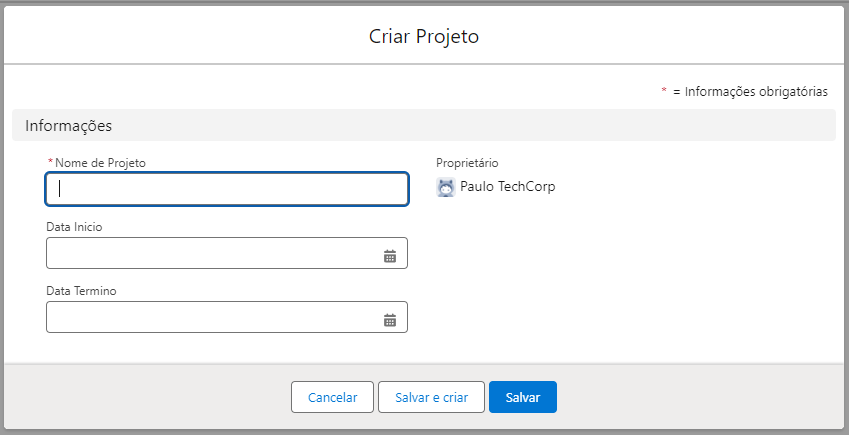 Criar Projeto
* = Informações obrigatórias
Informações
* Nome de Projeto
Proprietário
Paulo TechCorp
Data Inicio
Data Termino
Cancelar
Salvar e criar
Salvar